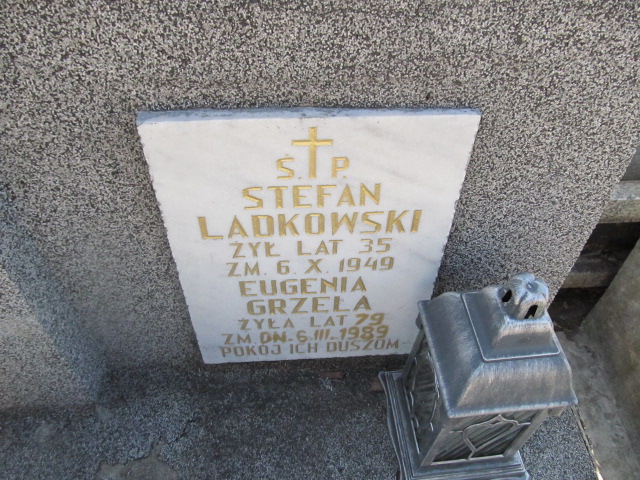 Ś. P.
STEFAN
LADKOWSKI
ŻYŁ LAT 35
ZM. 6. X. 1949
EUGENIA
GRZELA
ŻYŁA LAT 79
ZM. DN. 6. III. 1989
POKÓJ ICH DUSZOM